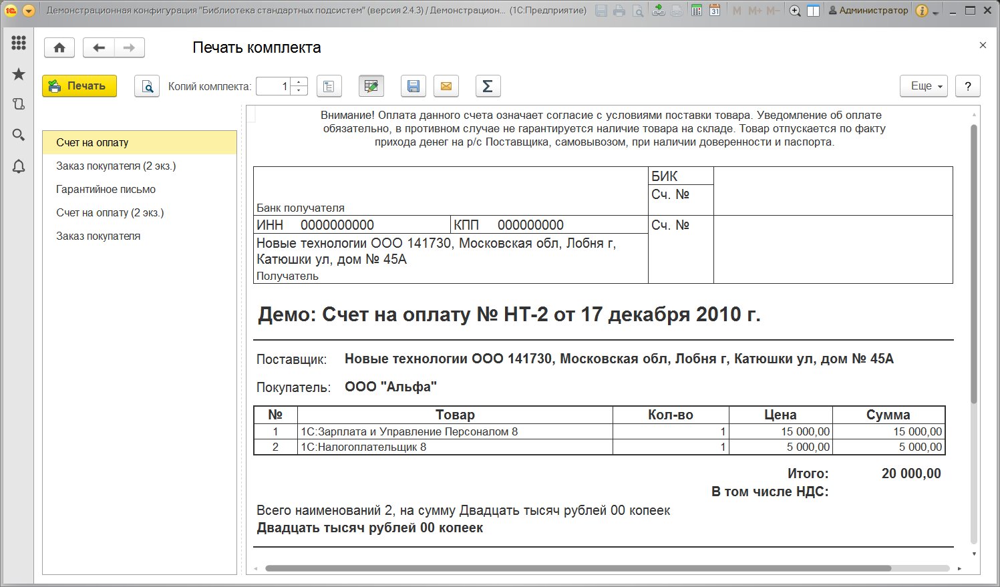 Демонстрационная конфигурация "Библиотека стандартных подсистем" (версия 2.4.3) / Демонстрацион... (1С:Предприятие)
M M+ M- Администратор
Печать комплекта
Печать Копий комплекта: 1 Σ Еще ?
Счет на оплату
Заказ покупателя (2 экз.)
Гарантийное письмо
Счет на оплату (2 экз.)
Заказ покупателя
Внимание! Оплата данного счета означает согласие с условиями поставки товара. Уведомление об оплате
обязательно, в противном случае не гарантируется наличие товара на складе. Товар отпускается по факту
прихода денег на р/с Поставщика, самовывозом, при наличии доверенности и паспорта.
БИК
Сч. №
Банк получателя
ИНН 0000000000 КПП 000000000 Сч. №
Новые технологии ООО 141730, Московская обл, Лобня г,
Катюшки ул, дом № 45А
Получатель
Демо: Счет на оплату № НТ-2 от 17 декабря 2010 г.
Поставщик: Новые технологии ООО 141730, Московская обл, Лобня г, Катюшки ул, дом № 45А
Покупатель: ООО "Альфа"
№ Товар Кол-во Цена Сумма
1 1С:Зарплата и Управление Персоналом 8 1 15 000,00 15 000,00
2 1С:Налогоплательщик 8 1 5 000,00 5 000,00
Итого: 20 000,00
В том числе НДС:
Всего наименований 2, на сумму Двадцать тысяч рублей 00 копеек
Двадцать тысяч рублей 00 копеек